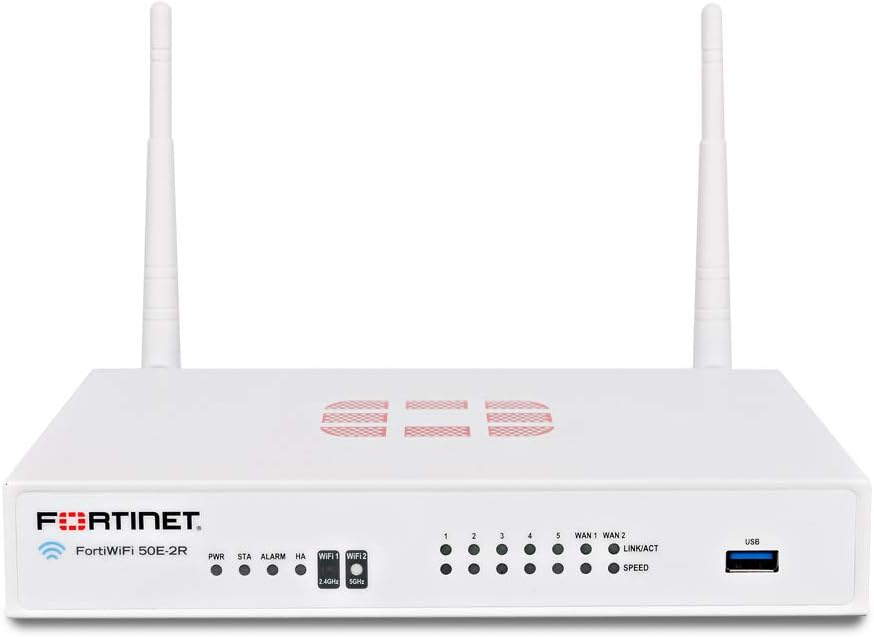 FORTINET
FortiWiFi 50E-2R
PWR STA ALARM HA WiFi 1 WiFi 2
2.4GHz 5GHz
1 2 3 4 5 WAN 1 WAN 2
LINK/ACT
SPEED
USB